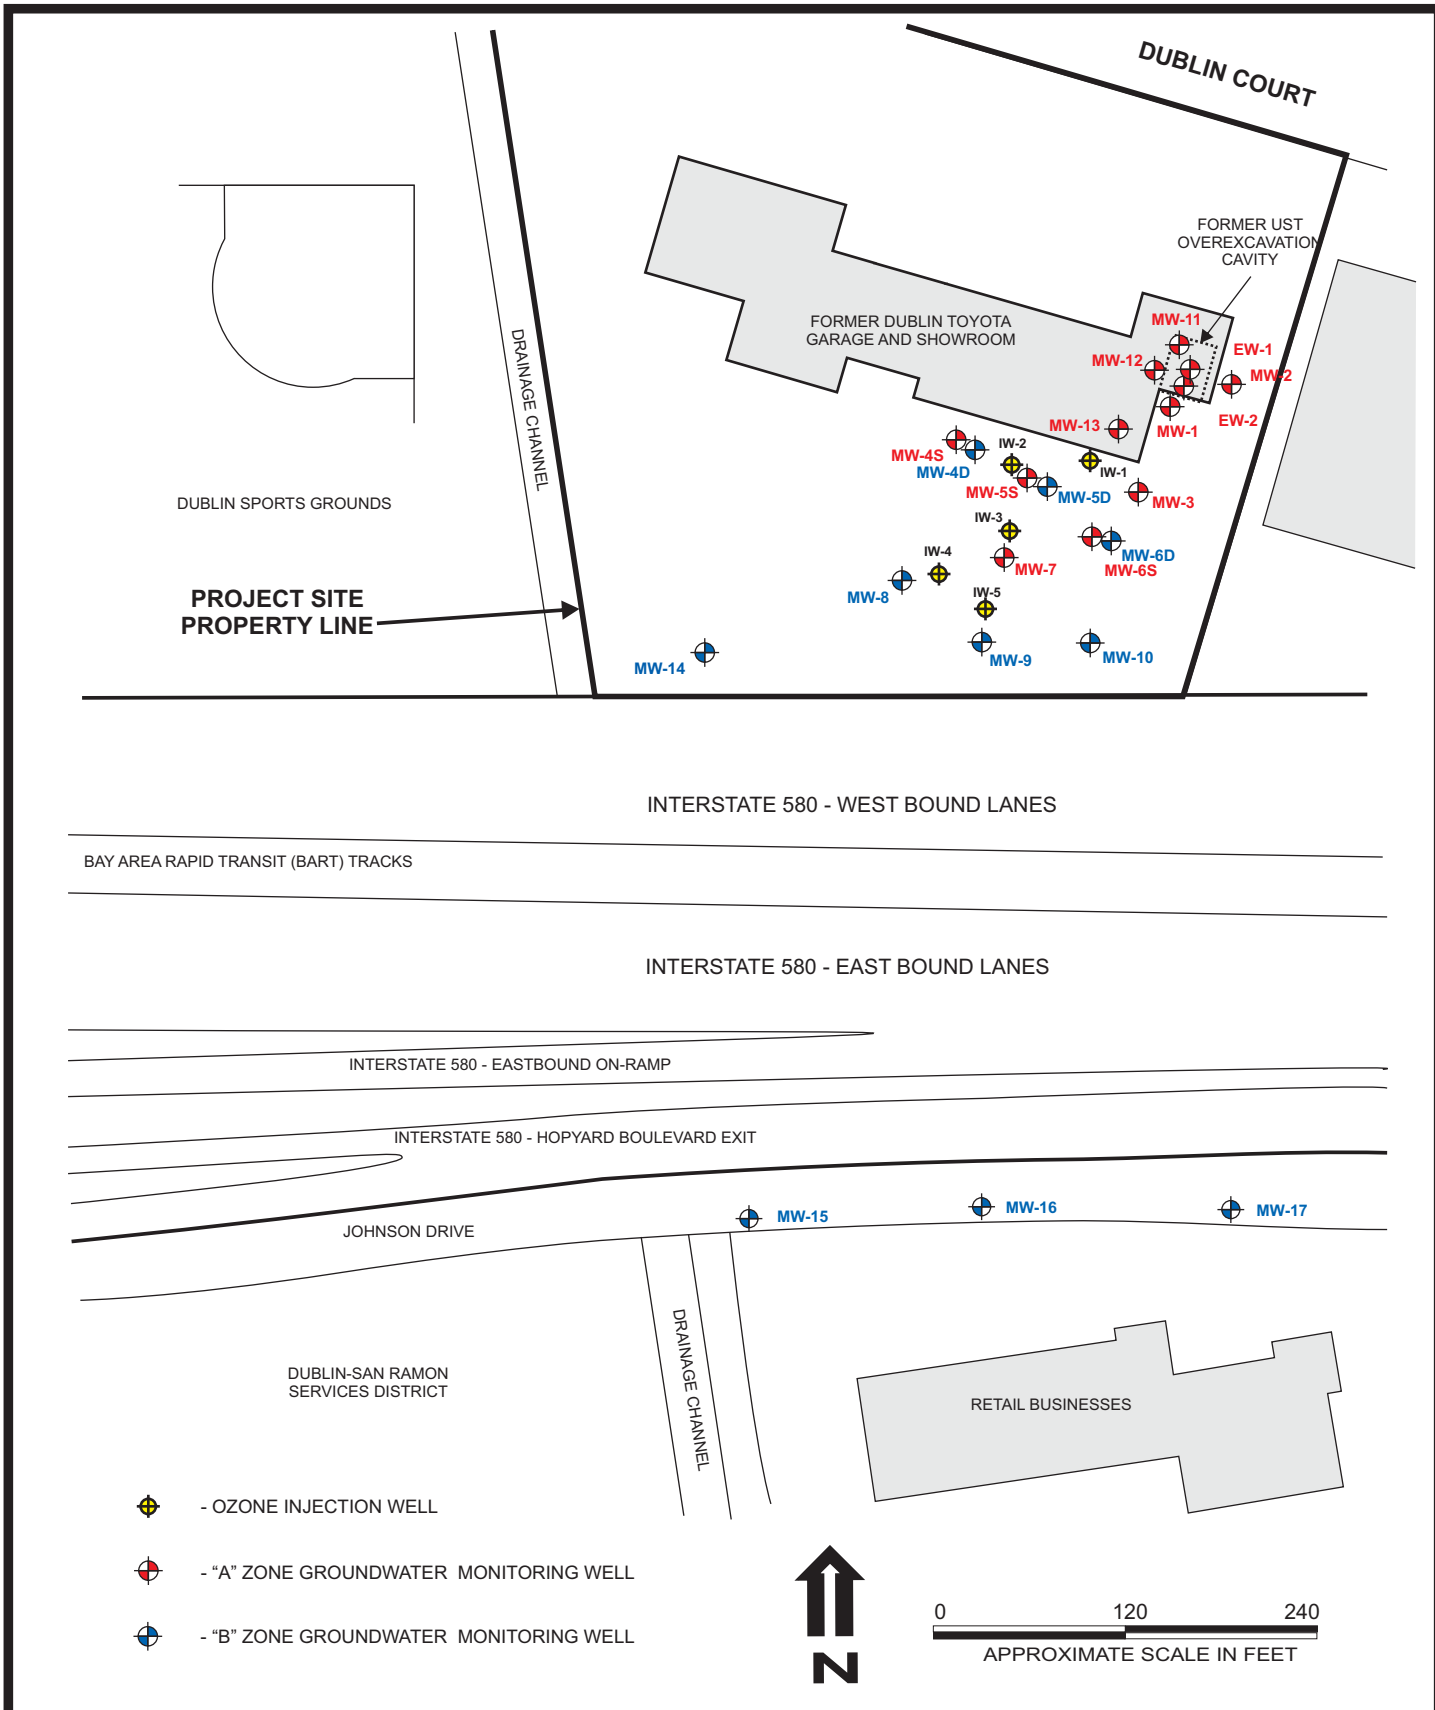 DUBLIN COURT
FORMER UST
OVEREXCAVATION
CAVITY
MW-11
FORMER DUBLIN TOYOTA
GARAGE AND SHOWROOM
EW-1
MW-12
MW-2
DRAINAGE CHANNEL
EW-2
MW-13
MW-1
MW-4S
IW-2
MW-4D
IW-1
MW-5S
MW-5D
MW-3
DUBLIN SPORTS GROUNDS
IW-3
IW-4
MW-6D
MW-7
MW-6S
IW-5
MW-8
PROJECT SITE
PROPERTY LINE
MW-14
MW-9
MW-10
INTERSTATE 580 - WEST BOUND LANES
BAY AREA RAPID TRANSIT (BART) TRACKS
INTERSTATE 580 - EAST BOUND LANES
INTERSTATE 580 - EASTBOUND ON-RAMP
INTERSTATE 580 - HOPYARD BOULEVARD EXIT
MW-15
MW-16
MW-17
JOHNSON DRIVE
DRAINAGE CHANNEL
DUBLIN-SAN RAMON
SERVICES DISTRICT
RETAIL BUSINESSES
- OZONE INJECTION WELL
- “A” ZONE GROUNDWATER MONITORING WELL
- “B” ZONE GROUNDWATER MONITORING WELL
N
0 120 240
APPROXIMATE SCALE IN FEET